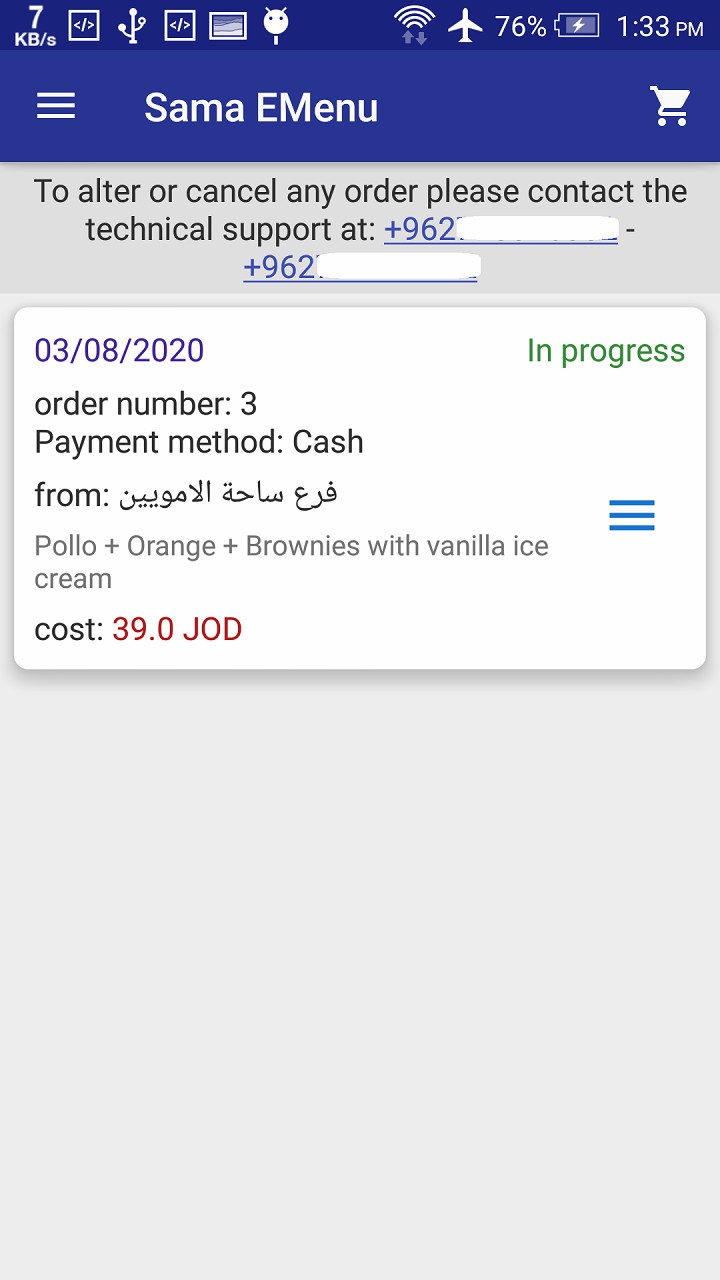 7
KB/s
76%
1:33 PM
Sama EMenu
To alter or cancel any order please contact the
technical support at: +962 -
+962
03/08/2020
In progress
order number: 3
Payment method: Cash
from: فرع ساحة الامويين
Pollo + Orange + Brownies with vanilla ice
cream
cost: 39.0 JOD